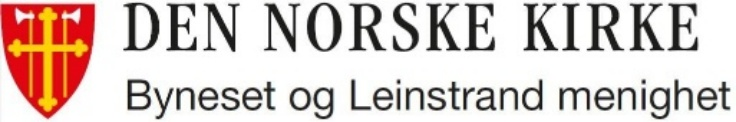 DEN NORSKE KIRKE
Byneset og Leinstrand menighet